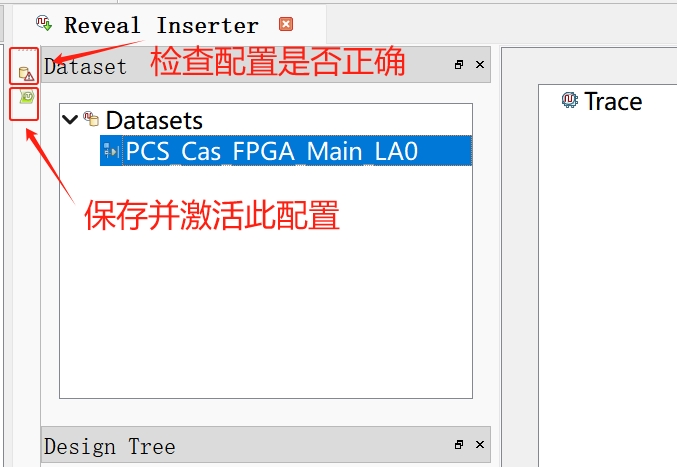 Reveal Inserter
Dataset
检查配置是否正确
Datasets
PCS_Cas_FPGA_Main_LA0
Trace
保存并激活此配置
Design Tree